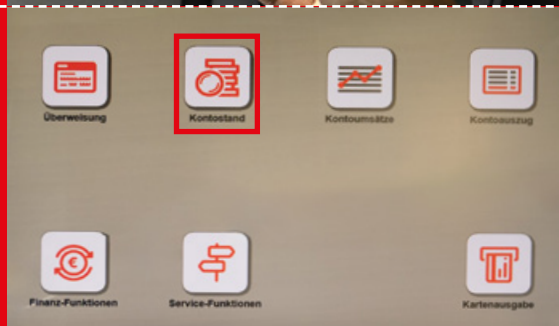 Überweisung
Kontostand
Kontoumsätze
Kontoauszug
Finanz-Funktionen
Service-Funktionen
Kartenausgabe